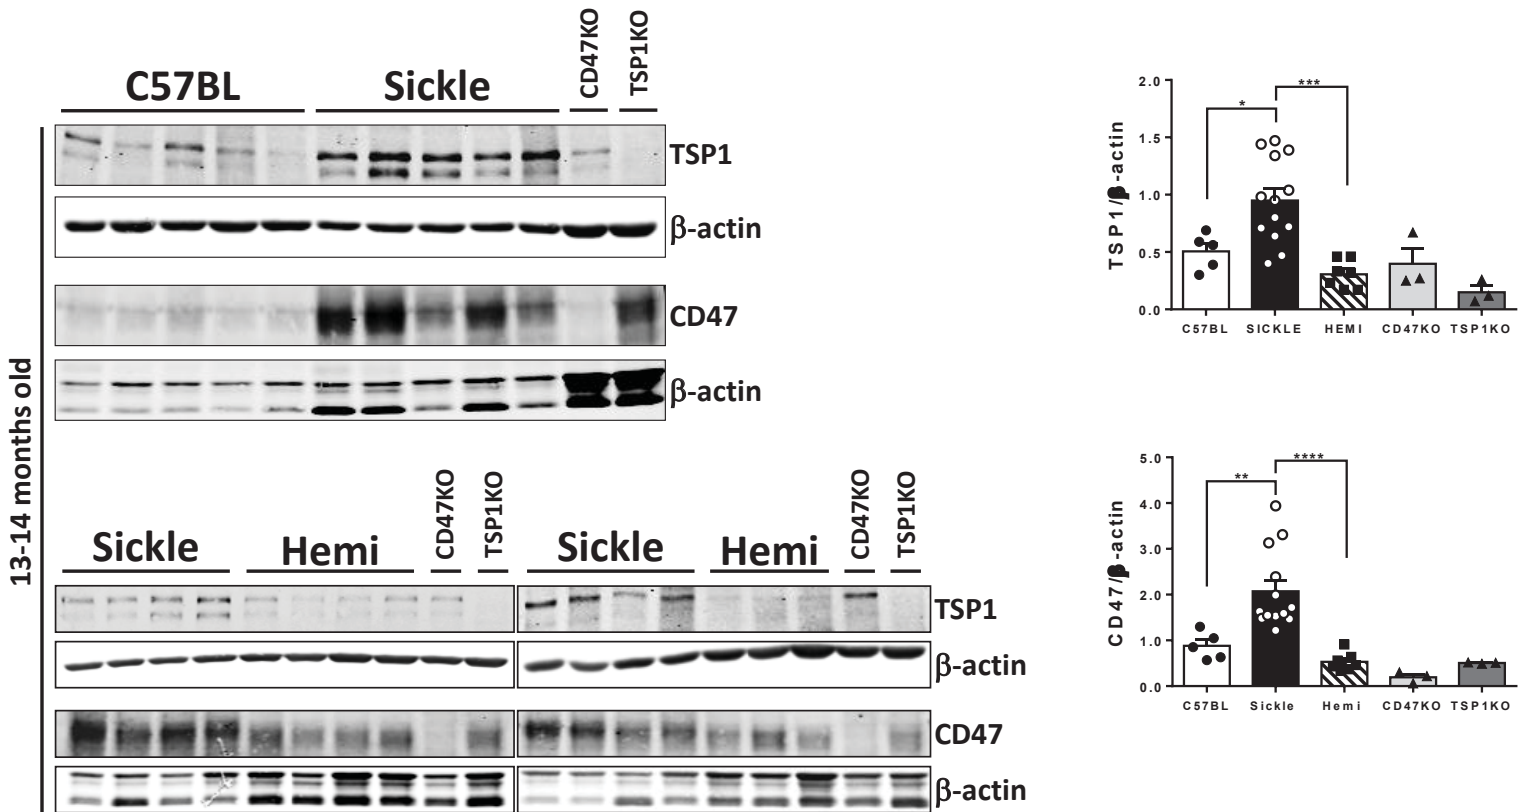 13-14 months old
C57BL
Sickle
CD47KO
TSP1KO
TSP1
β-actin
CD47
β-actin
Sickle
Hemi
CD47KO
TSP1KO
Sickle
Hemi
CD47KO
TSP1KO
TSP1
β-actin
CD47
β-actin
TSP1/β-actin
2.0
1.5
1.0
0.5
0.0
*
***
C57BL SICKLE HEMI CD47KO TSP1KO
CD47/β-actin
5.0
4.0
3.0
2.0
1.0
0.0
**
****
C57BL Sickle Hemi CD47KO TSP1KO